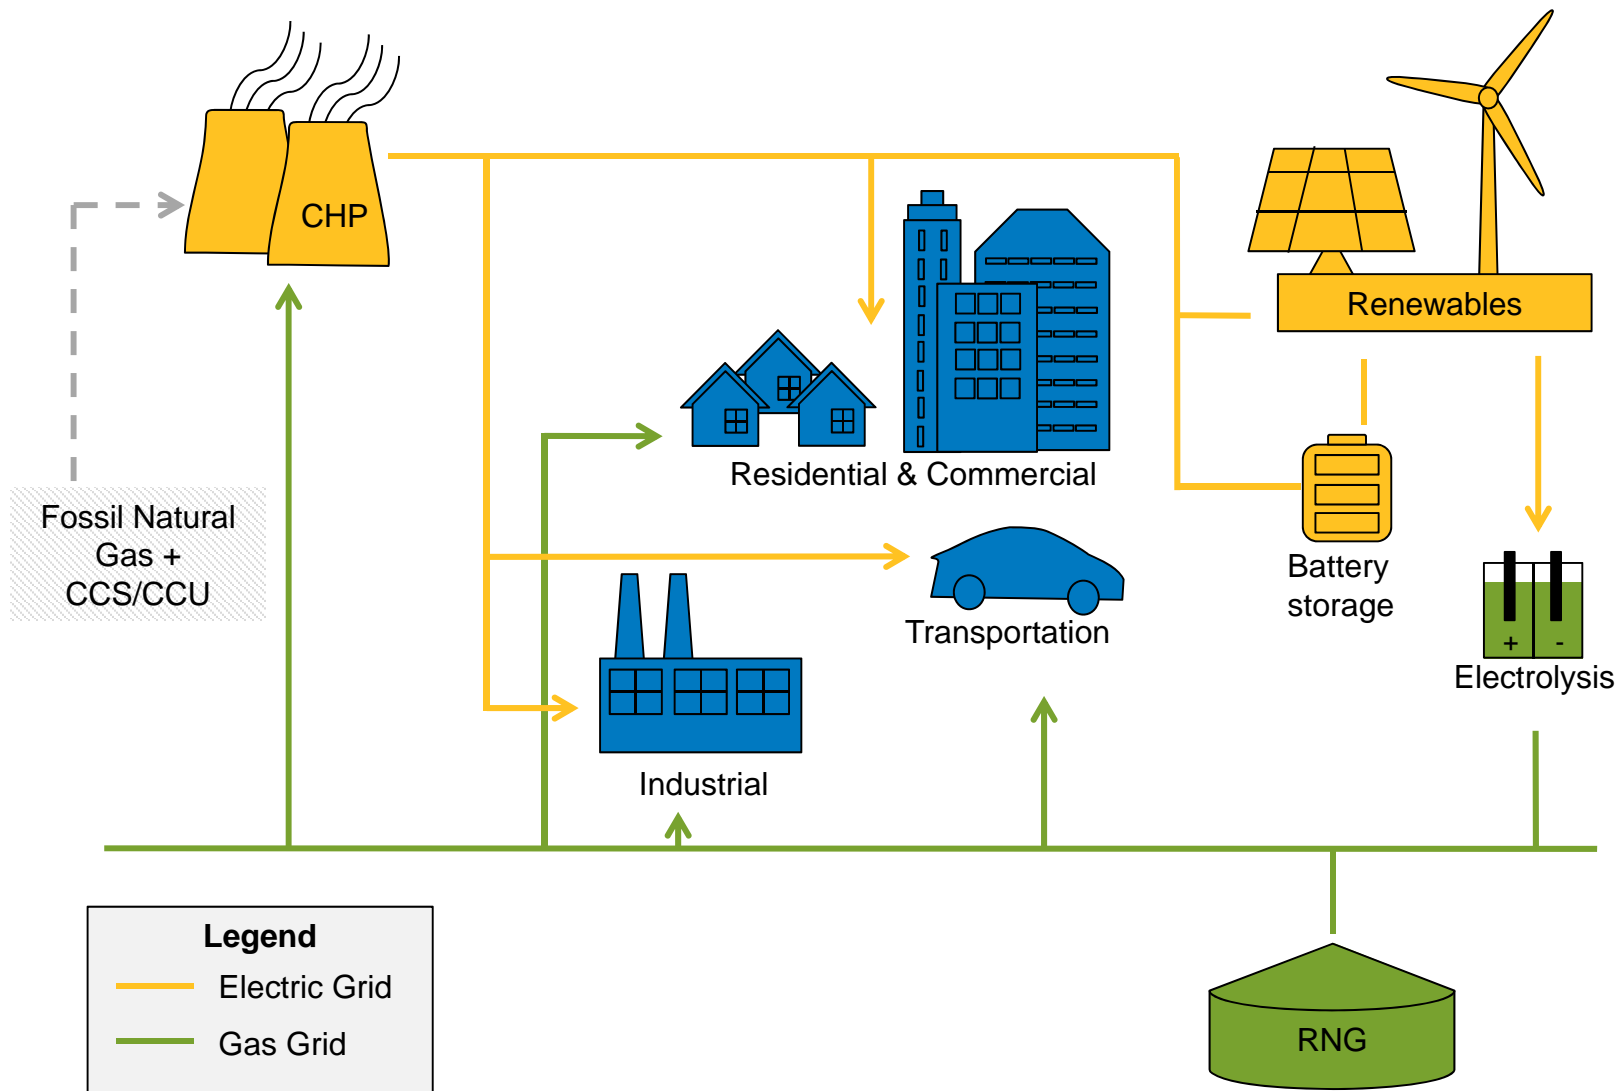 CHP
Renewables
Residential & Commercial
Fossil Natural
Gas +
CCS/CCU
Battery
storage
Transportation
+ -
Electrolysis
Industrial
Legend
Electric Grid
Gas Grid
RNG